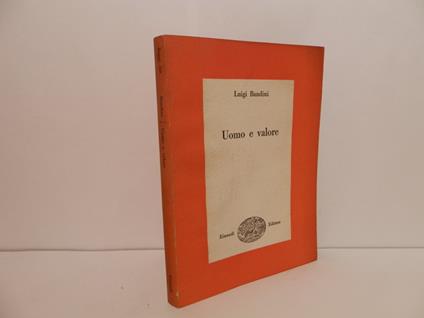 Luigi Bandini
Uomo e valore
Einaudi Editore